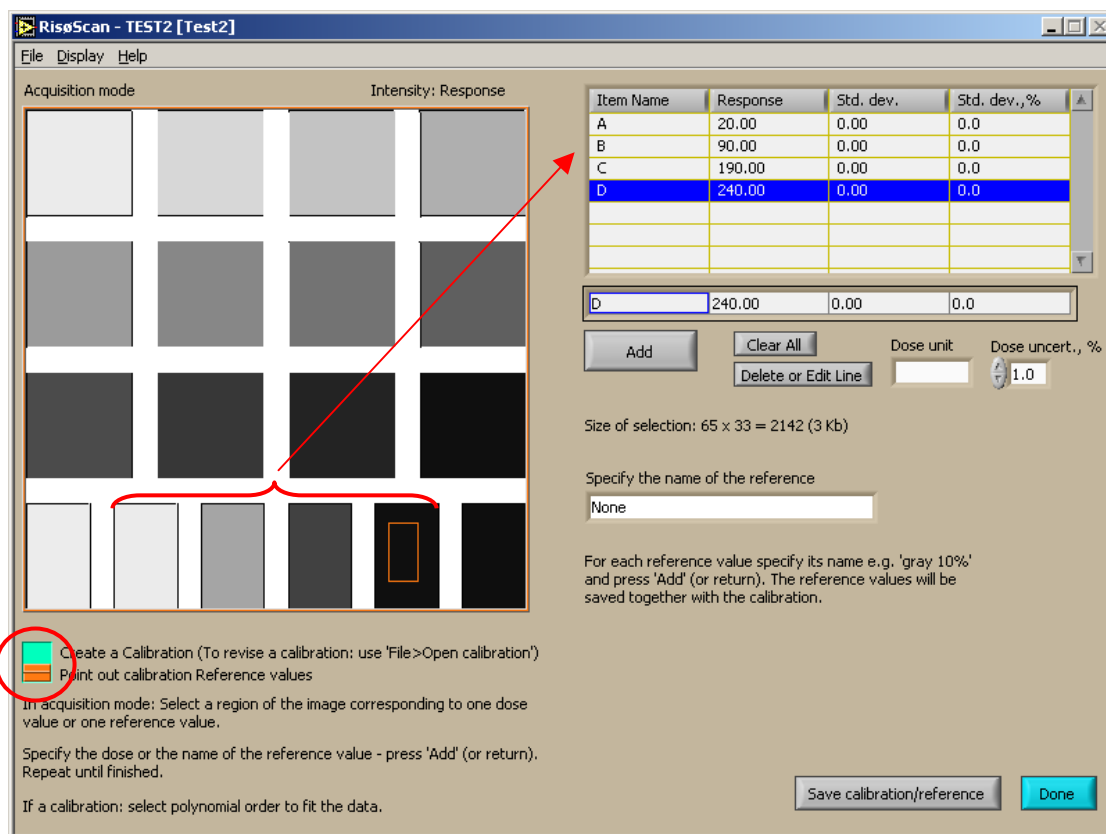 RisøScan - TEST2 [Test2]
File Display Help
Acquisition mode
Intensity: Response
Item Name Response Std. dev. Std. dev.,%
A 20.00 0.00 0.0
B 90.00 0.00 0.0
C 190.00 0.00 0.0
D 240.00 0.00 0.0
D 240.00 0.00 0.0
Add
Clear All
Delete or Edit Line
Dose unit
Dose uncert., %
1.0
Size of selection: 65 x 33 = 2142 (3 Kb)
Specify the name of the reference
None
For each reference value specify its name e.g. 'gray 10%'
and press 'Add' (or return). The reference values will be
saved together with the calibration.
Create a Calibration (To revise a calibration: use 'File>Open calibration')
Point out calibration Reference values
In acquisition mode: Select a region of the image corresponding to one dose
value or one reference value.
Specify the dose or the name of the reference value - press 'Add' (or return).
Repeat until finished.
If a calibration: select polynomial order to fit the data.
Save calibration/reference
Done